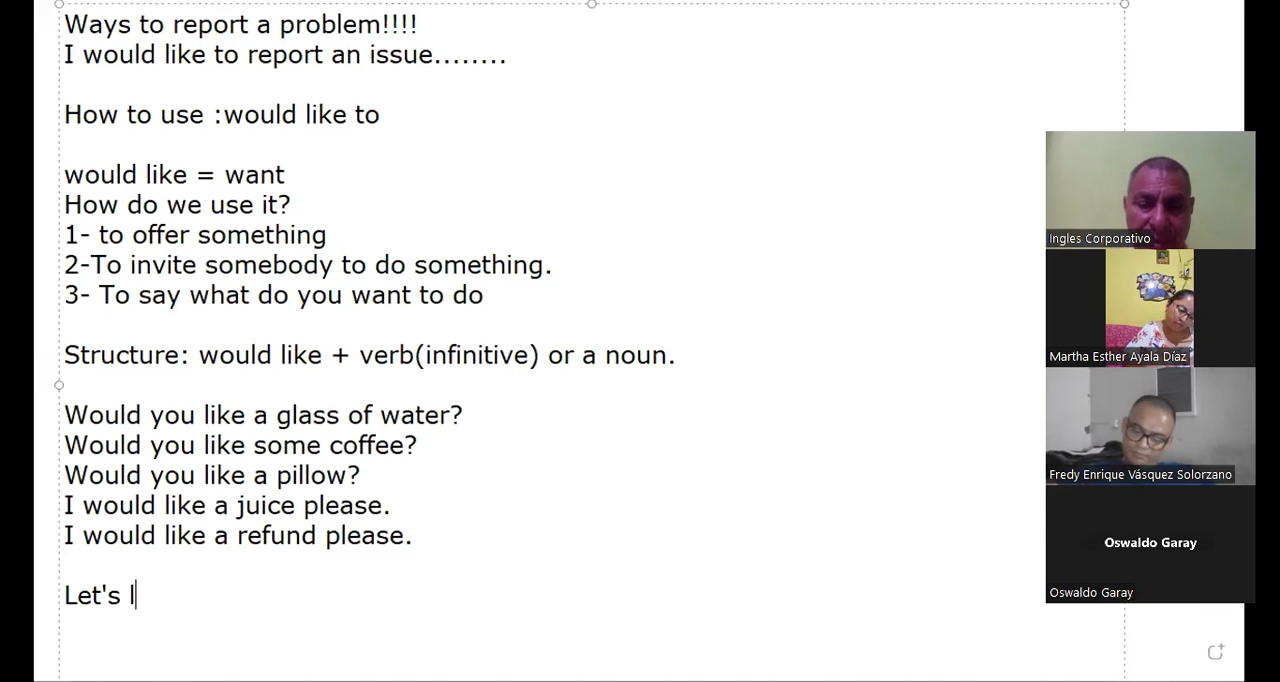 Ways to report a problem!!!!
I would like to report an issue........
How to use :would like to
would like = want
How do we use it?
1- to offer something
2-To invite somebody to do something.
3- To say what do you want to do
Structure: would like + verb(infinitive) or a noun.
Would you like a glass of water?
Would you like some coffee?
Would you like a pillow?
I would like a juice please.
I would like a refund please.
Let's l
Ingles Corporativo
Martha Esther Ayala Díaz
Fredy Enrique Vásquez Solorzano
Oswaldo Garay
Oswaldo Garay